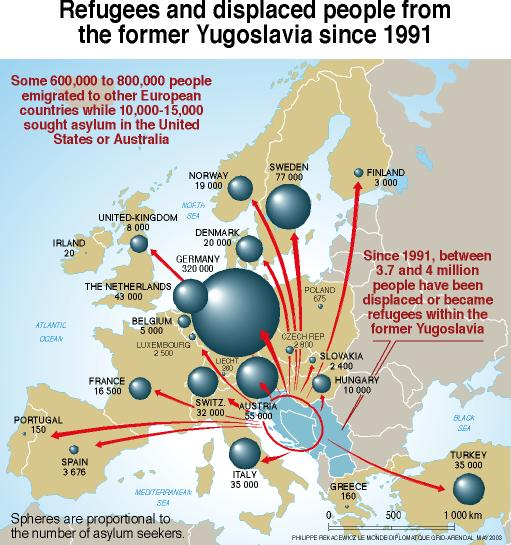 Refugees and displaced people from
the former Yugoslavia since 1991
Some 600,000 to 800,000 people
emigrated to other European
countries while 10,000-15,000
sought asylum in the United
States or Australia
NORWAY
19 000
SWEDEN
77 000
FINLAND
3 000
NORTH
SEA
UNITED-KINGDOM
8 000
DENMARK
20 000
IRLAND
20
GERMANY
320 000
Since 1991, between
3.7 and 4 million
people have been
displaced or became
refugees within the
former Yugoslavia
THE NETHERLANDS
43 000
POLAND
675
BELGIUM
5 000
ATLANTIC
OCEAN
LUXEMBOURG
2 500
CZECH REP.
2 800
LIECHT.
260
SLOVAKIA
2 400
FRANCE
16 500
SWITZ.
32 000
AUSTRIA
55 000
HUNGARY
10 000
PORTUGAL
150
BLACK
SEA
SPAIN
3 676
ITALY
35 000
TURKEY
35 000
MEDITERRANEAN
SEA
GREECE
160
Spheres are proportional to
the number of asylum seekers.
0 500 1 000 km
PHILIPPE REKACEWICZ LE MONDE DIPLOMATIQUE GRID-ARENDAL MAY 2003